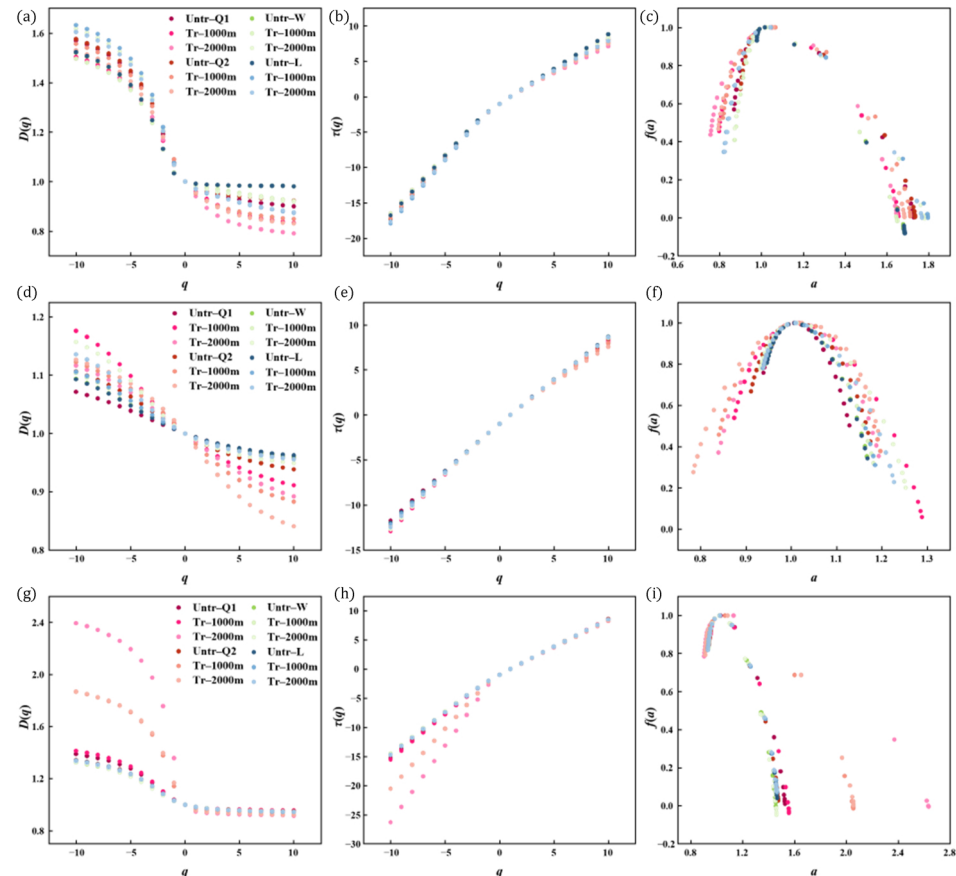 (a)
Untr–Q1
Tr–1000m
Tr–2000m
Untr–Q2
Tr–1000m
Tr–2000m
Untr–W
Tr–1000m
Tr–2000m
Untr–L
Tr–1000m
Tr–2000m
1.6
1.4
1.2
1.0
0.8
D(q)
−10
−5
0
5
10
q
(b)
15
10
5
0
−5
−10
−15
−20
τ(q)
−10
−5
0
5
10
q
(c)
1.0
0.8
0.6
0.4
0.2
0.0
−0.2
f(a)
0.6
0.8
1.0
1.2
1.4
1.6
1.8
a
(d)
Untr–Q1
Tr–1000m
Tr–2000m
Untr–Q2
Tr–1000m
Tr–2000m
Untr–W
Tr–1000m
Tr–2000m
Untr–L
Tr–1000m
Tr–2000m
1.2
1.1
1.0
0.9
0.8
D(q)
−10
−5
0
5
10
q
(e)
10
5
0
−5
−10
−15
τ(q)
−10
−5
0
5
10
q
(f)
1.0
0.8
0.6
0.4
0.2
0.0
f(a)
0.8
0.9
1.0
1.1
1.2
1.3
a
(g)
Untr–Q1
Tr–1000m
Tr–2000m
Untr–Q2
Tr–1000m
Tr–2000m
Untr–W
Tr–1000m
Tr–2000m
Untr–L
Tr–1000m
Tr–2000m
2.4
2.0
1.6
1.2
0.8
D(q)
−10
−5
0
5
10
q
(h)
10
5
0
−5
−10
−15
−20
−25
−30
τ(q)
−10
−5
0
5
10
q
(i)
1.0
0.8
0.6
0.4
0.2
0.0
−0.2
f(a)
0.8
1.2
1.6
2.0
2.4
2.8
a